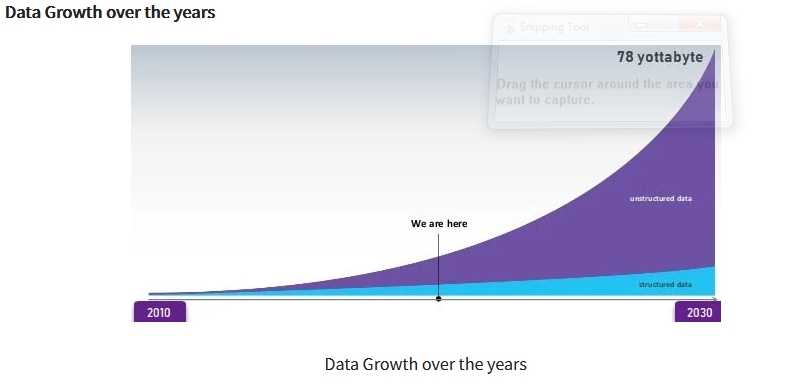 Data Growth over the years
Snipping Tool
78 yottabyte
Drag the cursor around the area you
want to capture.
unstructured data
We are here
structured data
2010
2030
Data Growth over the years